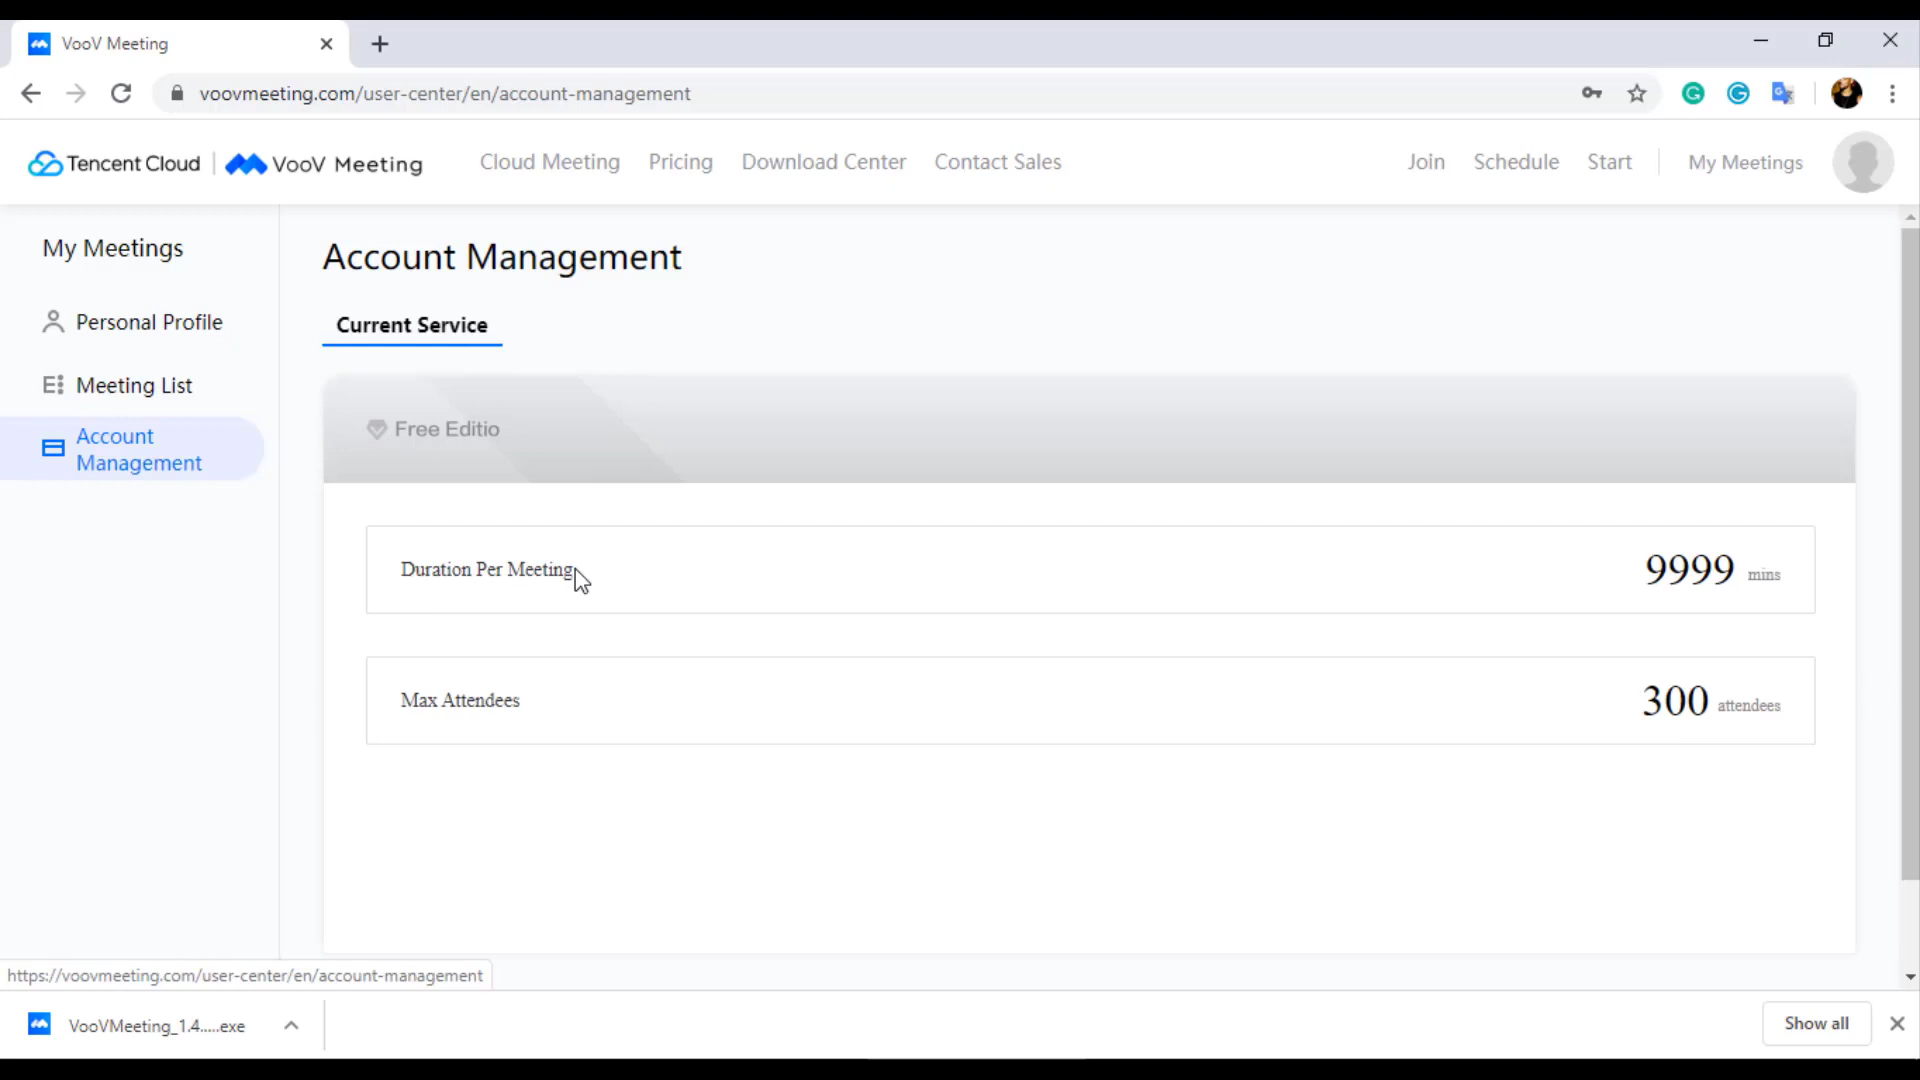 VooV Meeting
voovmeeting.com/user-center/en/account-management
Tencent Cloud | VooV Meeting
Cloud Meeting Pricing Download Center Contact Sales
Join Schedule Start My Meetings
My Meetings
Personal Profile
Meeting List
Account
Management
Account Management
Current Service
Free Editio
Duration Per Meeting 9999 mins
Max Attendees 300 attendees
https://voovmeeting.com/user-center/en/account-management
VooVMeeting_1.4.....exe
Show all